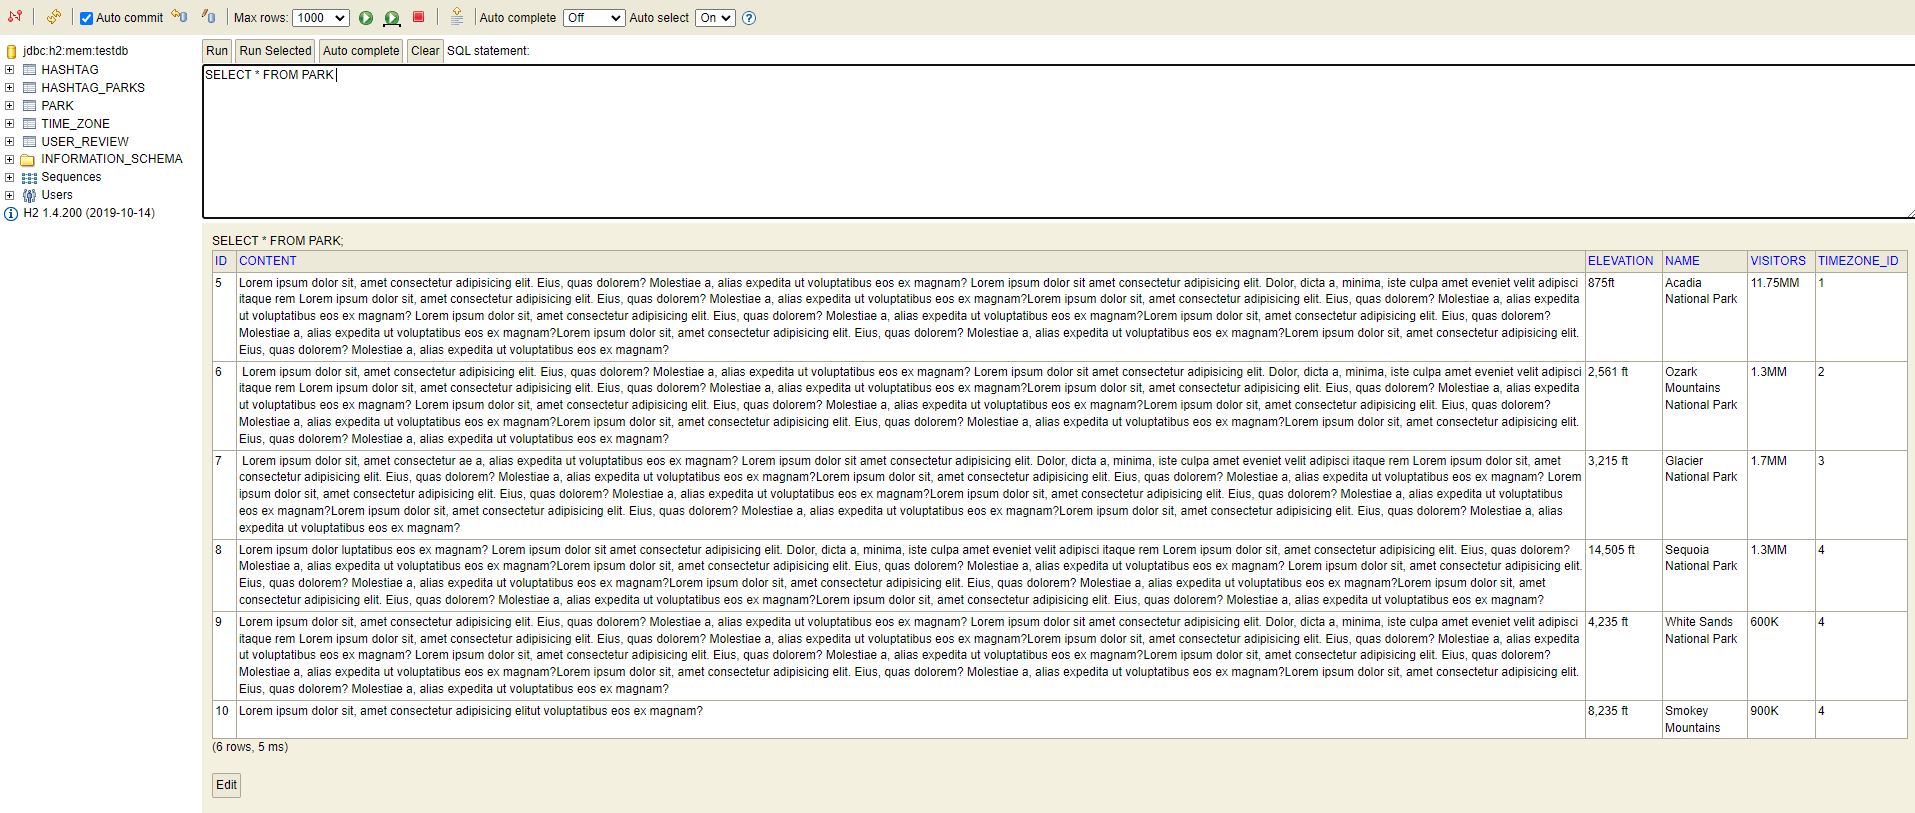 Auto commit Max rows: 1000 Auto complete Off Auto select On
jdbc:h2:mem:testdb
HASHTAG
HASHTAG_PARKS
PARK
TIME_ZONE
USER_REVIEW
INFORMATION_SCHEMA
Sequences
Users
H2 1.4.200 (2019-10-14)
Run Run Selected Auto complete Clear SQL statement:
SELECT * FROM PARK
SELECT * FROM PARK;
ID CONTENT ELEVATION NAME VISITORS TIMEZONE_ID
5 Lorem ipsum dolor sit, amet consectetur adipisicing elit. Eius, quas dolorem? Molestiae a, alias expedita ut voluptatibus eos ex magnam? Lorem ipsum dolor sit amet consectetur adipisicing elit. Dolor, dicta a, minima, iste culpa amet eveniet velit adipisci 875ft Acadia 11.75MM 1
itaque rem Lorem ipsum dolor sit, amet consectetur adipisicing elit. Eius, quas dolorem? Molestiae a, alias expedita ut voluptatibus eos ex magnam?Lorem ipsum dolor sit, amet consectetur adipisicing elit. Eius, quas dolorem? Molestiae a, alias expedita National Park
ut voluptatibus eos ex magnam? Lorem ipsum dolor sit, amet consectetur adipisicing elit. Eius, quas dolorem? Molestiae a, alias expedita ut voluptatibus eos ex magnam?Lorem ipsum dolor sit, amet consectetur adipisicing elit. Eius, quas dolorem?
Molestiae a, alias expedita ut voluptatibus eos ex magnam?Lorem ipsum dolor sit, amet consectetur adipisicing elit. Eius, quas dolorem? Molestiae a, alias expedita ut voluptatibus eos ex magnam?Lorem ipsum dolor sit, amet consectetur adipisicing elit.
Eius, quas dolorem? Molestiae a, alias expedita ut voluptatibus eos ex magnam?
6 Lorem ipsum dolor sit, amet consectetur adipisicing elit. Eius, quas dolorem? Molestiae a, alias expedita ut voluptatibus eos ex magnam? Lorem ipsum dolor sit amet consectetur adipisicing elit. Dolor, dicta a, minima, iste culpa amet eveniet velit adipisci 2,561 ft Ozark 1.3MM 2
itaque rem Lorem ipsum dolor sit, amet consectetur adipisicing elit. Eius, quas dolorem? Molestiae a, alias expedita ut voluptatibus eos ex magnam?Lorem ipsum dolor sit, amet consectetur adipisicing elit. Eius, quas dolorem? Molestiae a, alias expedita Mountains
ut voluptatibus eos ex magnam? Lorem ipsum dolor sit, amet consectetur adipisicing elit. Eius, quas dolorem? Molestiae a, alias expedita ut voluptatibus eos ex magnam?Lorem ipsum dolor sit, amet consectetur adipisicing elit. Eius, quas dolorem? National Park
Molestiae a, alias expedita ut voluptatibus eos ex magnam?Lorem ipsum dolor sit, amet consectetur adipisicing elit. Eius, quas dolorem? Molestiae a, alias expedita ut voluptatibus eos ex magnam?Lorem ipsum dolor sit, amet consectetur adipisicing elit.
Eius, quas dolorem? Molestiae a, alias expedita ut voluptatibus eos ex magnam?
7 Lorem ipsum dolor sit, amet consectetur ae a, alias expedita ut voluptatibus eos ex magnam? Lorem ipsum dolor sit amet consectetur adipisicing elit. Dolor, dicta a, minima, iste culpa amet eveniet velit adipisci itaque rem Lorem ipsum dolor sit, amet 3,215 ft Glacier 1.7MM 3
consectetur adipisicing elit. Eius, quas dolorem? Molestiae a, alias expedita ut voluptatibus eos ex magnam?Lorem ipsum dolor sit, amet consectetur adipisicing elit. Eius, quas dolorem? Molestiae a, alias expedita ut voluptatibus eos ex magnam? Lorem National Park
ipsum dolor sit, amet consectetur adipisicing elit. Eius, quas dolorem? Molestiae a, alias expedita ut voluptatibus eos ex magnam?Lorem ipsum dolor sit, amet consectetur adipisicing elit. Eius, quas dolorem? Molestiae a, alias expedita ut voluptatibus
eos ex magnam?Lorem ipsum dolor sit, amet consectetur adipisicing elit. Eius, quas dolorem? Molestiae a, alias expedita ut voluptatibus eos ex magnam?Lorem ipsum dolor sit, amet consectetur adipisicing elit. Eius, quas dolorem? Molestiae a, alias
expedita ut voluptatibus eos ex magnam?
8 Lorem ipsum dolor luptatibus eos ex magnam? Lorem ipsum dolor sit amet consectetur adipisicing elit. Dolor, dicta a, minima, iste culpa amet eveniet velit adipisci itaque rem Lorem ipsum dolor sit, amet consectetur adipisicing elit. Eius, quas dolorem? 14,505 ft Sequoia 1.3MM 4
Molestiae a, alias expedita ut voluptatibus eos ex magnam?Lorem ipsum dolor sit, amet consectetur adipisicing elit. Eius, quas dolorem? Molestiae a, alias expedita ut voluptatibus eos ex magnam? Lorem ipsum dolor sit, amet consectetur adipisicing elit. National Park
Eius, quas dolorem? Molestiae a, alias expedita ut voluptatibus eos ex magnam?Lorem ipsum dolor sit, amet consectetur adipisicing elit. Eius, quas dolorem? Molestiae a, alias expedita ut voluptatibus eos ex magnam?Lorem ipsum dolor sit, amet
consectetur adipisicing elit. Eius, quas dolorem? Molestiae a, alias expedita ut voluptatibus eos ex magnam?Lorem ipsum dolor sit, amet consectetur adipisicing elit. Eius, quas dolorem? Molestiae a, alias expedita ut voluptatibus eos ex magnam?
9 Lorem ipsum dolor sit, amet consectetur adipisicing elit. Eius, quas dolorem? Molestiae a, alias expedita ut voluptatibus eos ex magnam? Lorem ipsum dolor sit amet consectetur adipisicing elit. Dolor, dicta a, minima, iste culpa amet eveniet velit adipisci 4,235 ft White Sands 600K 4
itaque rem Lorem ipsum dolor sit, amet consectetur adipisicing elit. Eius, quas dolorem? Molestiae a, alias expedita ut voluptatibus eos ex magnam?Lorem ipsum dolor sit, amet consectetur adipisicing elit. Eius, quas dolorem? Molestiae a, alias expedita National Park
ut voluptatibus eos ex magnam? Lorem ipsum dolor sit, amet consectetur adipisicing elit. Eius, quas dolorem? Molestiae a, alias expedita ut voluptatibus eos ex magnam?Lorem ipsum dolor sit, amet consectetur adipisicing elit. Eius, quas dolorem?
Molestiae a, alias expedita ut voluptatibus eos ex magnam?Lorem ipsum dolor sit, amet consectetur adipisicing elit. Eius, quas dolorem? Molestiae a, alias expedita ut voluptatibus eos ex magnam?Lorem ipsum dolor sit, amet consectetur adipisicing elit.
Eius, quas dolorem? Molestiae a, alias expedita ut voluptatibus eos ex magnam?
10 Lorem ipsum dolor sit, amet consectetur adipisicing elitut voluptatibus eos ex magnam? 8,235 ft Smokey 900K 4
Mountains
(6 rows, 5 ms)
Edit